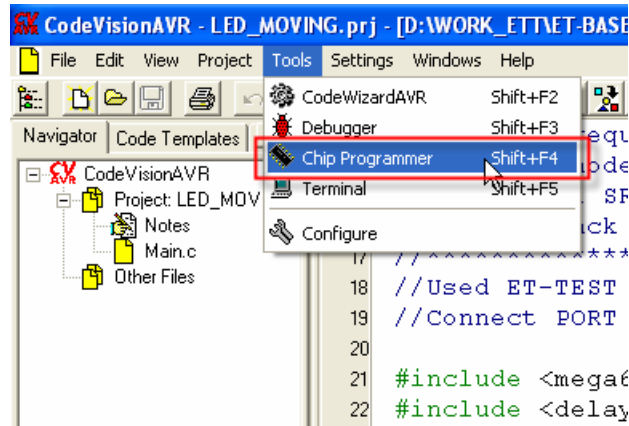 CodeVisionAVR - LED_MOVING.prj - [D:\WORK_ETT\ET-BASE
File Edit View Project Tools Settings Windows Help
CodeWizardAVR Shift+F2
Debugger Shift+F3
Chip Programmer Shift+F4
Terminal Shift+F5
Configure
Navigator Code Templates
CodeVisionAVR
Project: LED_MOV
Notes
Main.c
Other Files
17 //^^^^^^^^^^***
18 //Used ET-TEST
19 //Connect PORT
20
21 #include <mega6
22 #include <delay